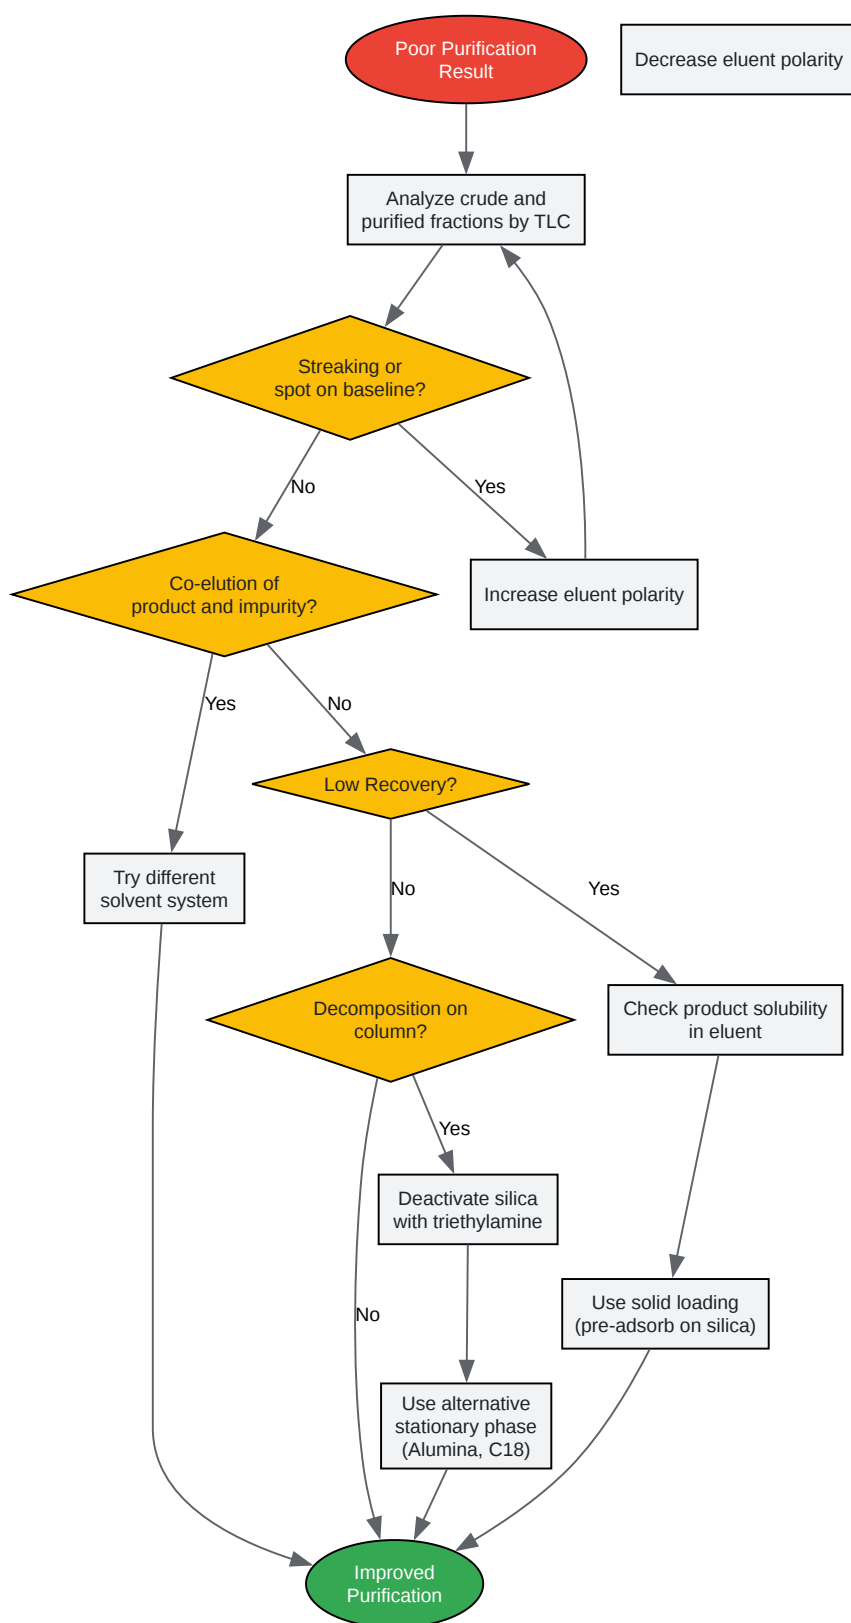 Poor Purification
Result
Decrease eluent polarity
Analyze crude and
purified fractions by TLC
Streaking or
spot on baseline?
No
Yes
Co-elution of
product and impurity?
Increase eluent polarity
Yes
No
Low Recovery?
Try different
solvent system
No
Yes
Decomposition on
column?
Check product solubility
in eluent
Yes
Deactivate silica
with triethylamine
No
Use solid loading
(pre-adsorb on silica)
Use alternative
stationary phase
(Alumina, C18)
Improved
Purification